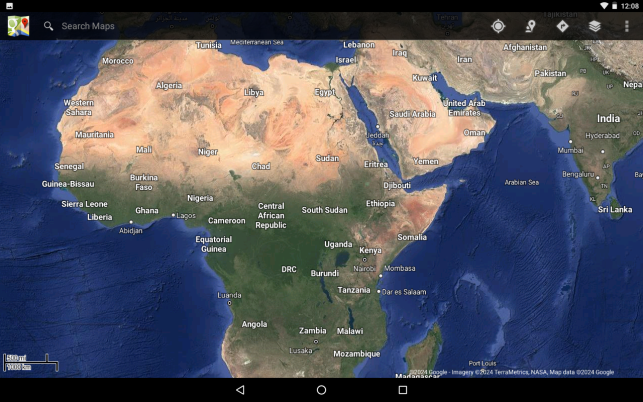 12:08
Search Maps
Tajikistan
Tunisia
Mediterranean Sea
Lebanon
Afghanistan
Morocco
Israel
Iraq
Iran
Pakistan
Algeria
Libya
Egypt
Kuwait
Nepa
Western
Sahara
Saudi Arabia
United Arab
Emirates
India
Mauritania
Jeddah
Oman
Hyderabad
Mali
Niger
Chad
Sudan
Eritrea
Yemen
Mumbai
Senegal
Burkina
Faso
Djibouti
Arabian Sea
Bengaluru
Guinea-Bissau
Nigeria
Central
African
Republic
South Sudan
Ethiopia
TN
KL
Sierra Leone
Ghana
Lagos
Cameroon
Sri Lanka
Liberia
Abidjan
Equatorial
Guinea
Uganda
Kenya
Somalia
DRC
Burundi
Nairobi
Mombasa
Tanzania
Dar es Salaam
Luanda
Angola
Zambia
Malawi
Lusaka
Mozambique
500 mi
1000 km
Port Louis
Madagascar
©2024 Google - Imagery ©2024 TerraMetrics, NASA, Map data ©2024 Google